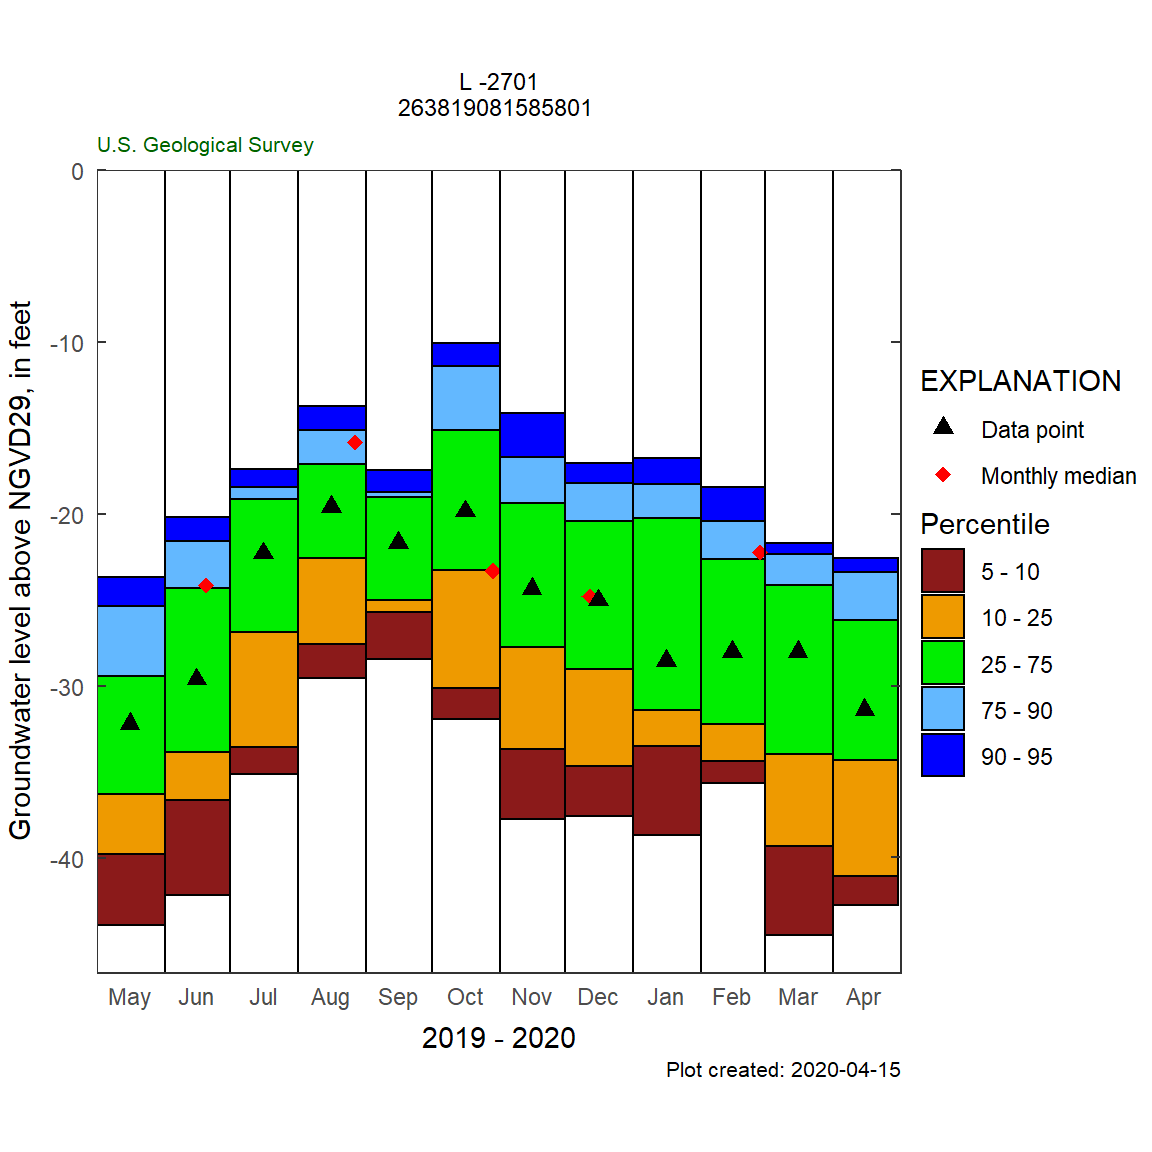 L -2701
263819081585801
U.S. Geological Survey
Groundwater level above NGVD29, in feet
0
-10
-20
-30
-40
May Jun Jul Aug Sep Oct Nov Dec Jan Feb Mar Apr
2019 - 2020
Plot created: 2020-04-15
EXPLANATION
Data point
Monthly median
Percentile
5 - 10
10 - 25
25 - 75
75 - 90
90 - 95